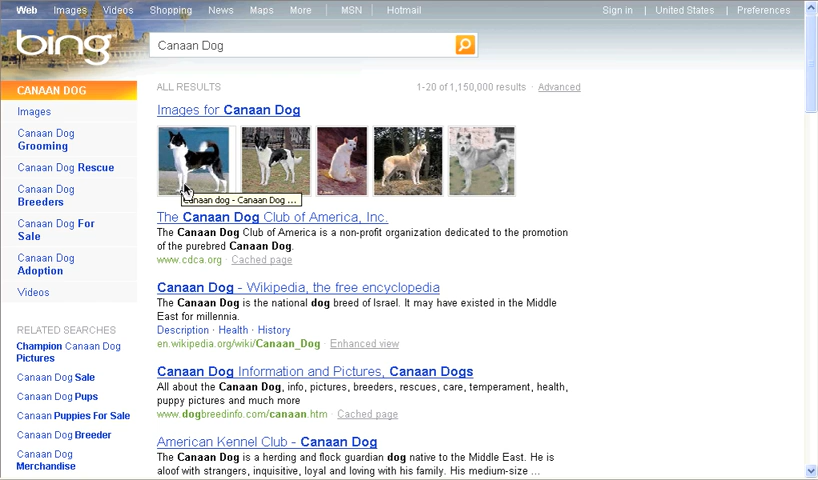 Web Images Videos Shopping News Maps More | MSN | Hotmail Sign in | United States | Preferences
bing
Canaan Dog
CANAAN DOG
Images
Canaan Dog
Grooming
Canaan Dog Rescue
Canaan Dog
Breeders
Canaan Dog For
Sale
Canaan Dog
Adoption
Videos
RELATED SEARCHES
Champion Canaan Dog
Pictures
Canaan Dog Sale
Canaan Dog Pups
Canaan Puppies For Sale
Canaan Dog Breeder
Canaan Dog
Merchandise
ALL RESULTS 1-20 of 1,150,000 results · Advanced
Images for Canaan Dog
Canaan dog - Canaan Dog ...
The Canaan Dog Club of America, Inc.
The Canaan Dog Club of America is a non-profit organization dedicated to the promotion
of the purebred Canaan Dog.
www.cdca.org · Cached page
Canaan Dog - Wikipedia, the free encyclopedia
The Canaan Dog is the national dog breed of Israel. It may have existed in the Middle
East for millennia.
Description · Health · History
en.wikipedia.org/wiki/Canaan_Dog · Enhanced view
Canaan Dog Information and Pictures, Canaan Dogs
All about the Canaan Dog, info, pictures, breeders, rescues, care, temperament, health,
puppy pictures and much more
www.dogbreedinfo.com/canaan.htm · Cached page
American Kennel Club - Canaan Dog
The Canaan Dog is a herding and flock guardian dog native to the Middle East. He is
aloof with strangers, inquisitive, loyal and loving with his family. His medium-size ...